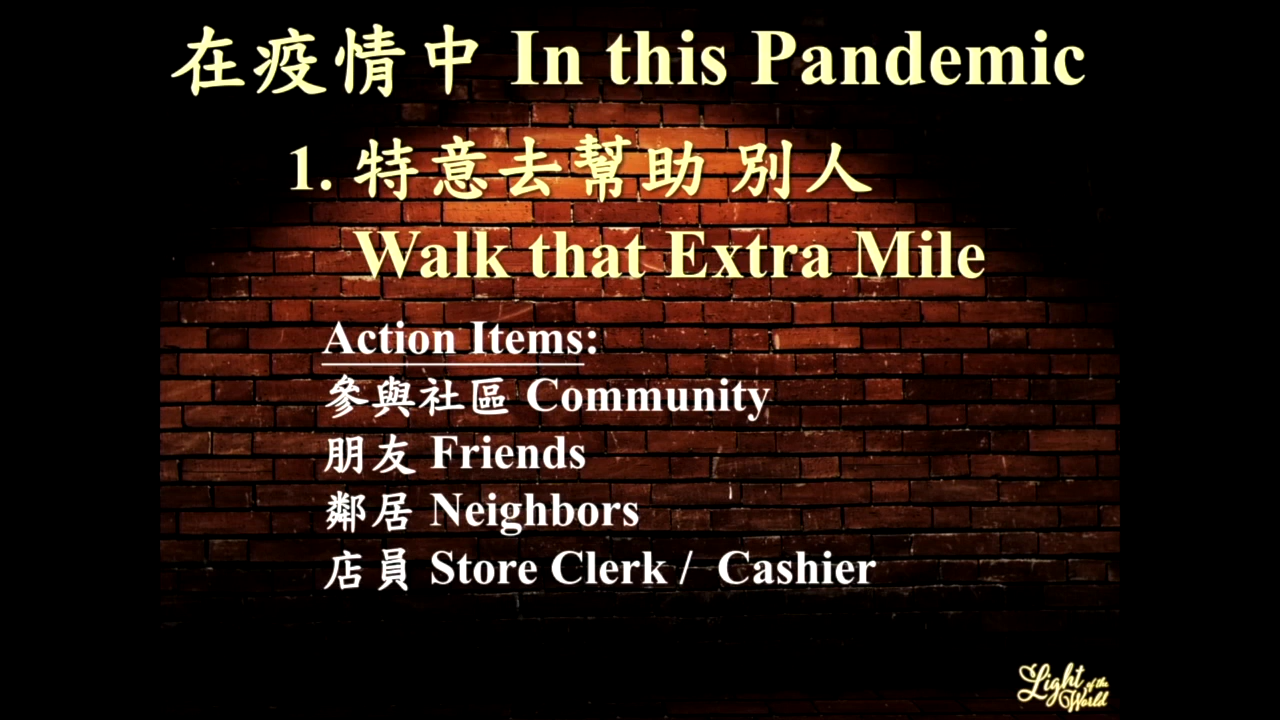 在疫情中 In this Pandemic
1. 特意去幫助 別人
Walk that Extra Mile
Action Items:
參與社區 Community
朋友 Friends
鄰居 Neighbors
店員 Store Clerk / Cashier
Light of the World